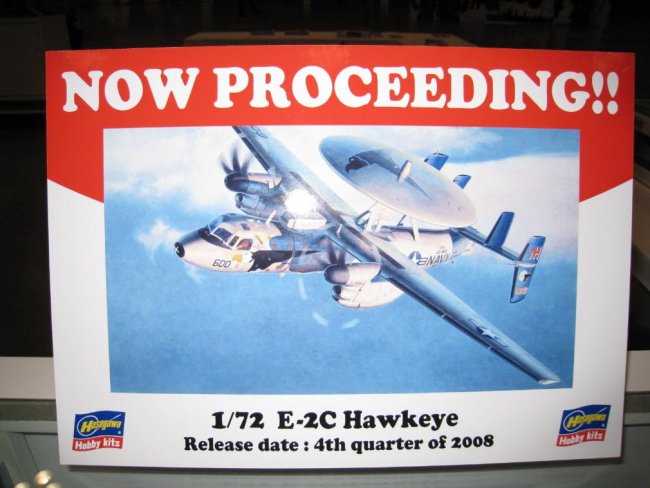 NOW PROCEEDING!!
600
NAVY
1/72 E-2C Hawkeye
Release date : 4th quarter of 2008
Hasegawa
Hobby kits
Hasegawa
Hobby kits